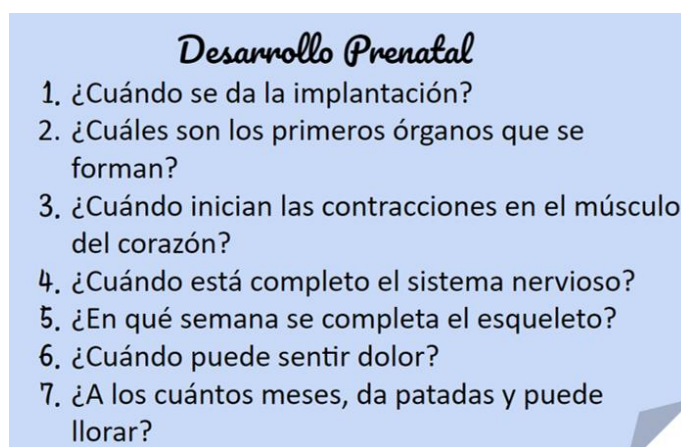 Desarrollo Prenatal
1. ¿Cuándo se da la implantación?
2. ¿Cuáles son los primeros órganos que se
forman?
3. ¿Cuándo inician las contracciones en el músculo
del corazón?
4. ¿Cuándo está completo el sistema nervioso?
5. ¿En qué semana se completa el esqueleto?
6. ¿Cuándo puede sentir dolor?
7. ¿A los cuántos meses, da patadas y puede
llorar?